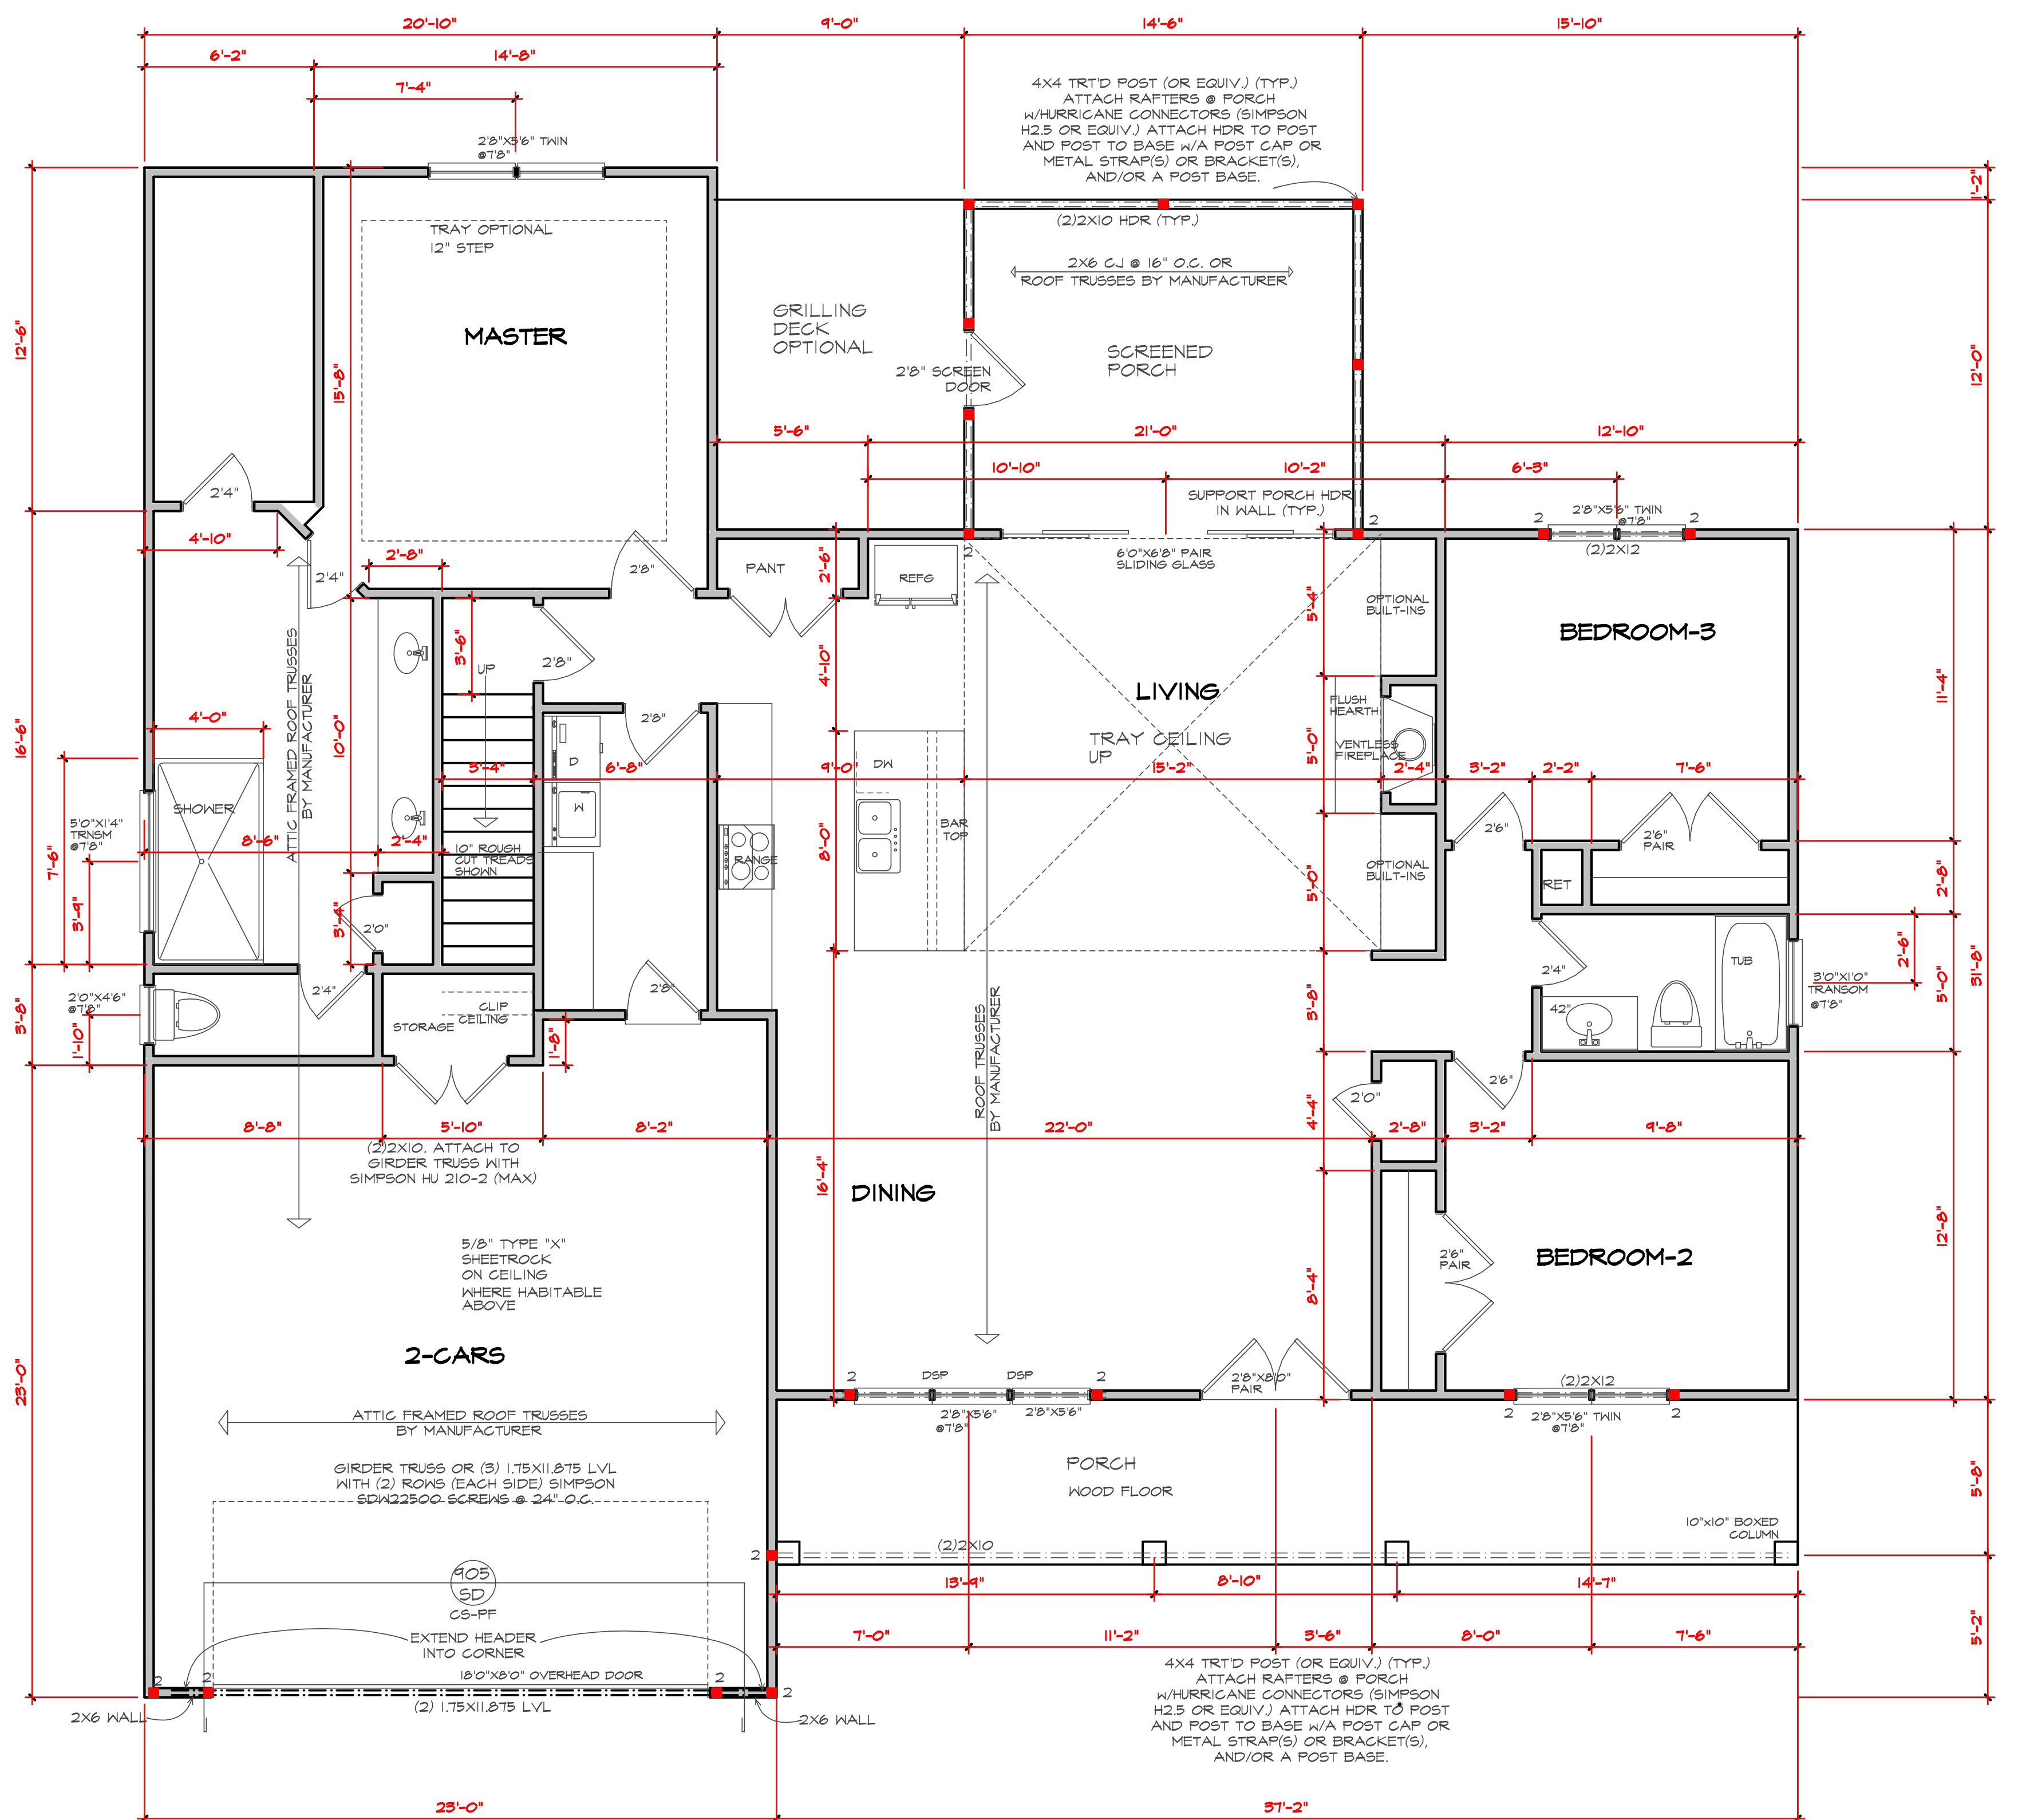 20'-10"
9'-0"
14'-6"
15'-10"
6'-2"
14'-8"
7'-4"
4X4 TRT'D POST (OR EQUIV.) (TYP.)
ATTACH RAFTERS @ PORCH
W/HURRICANE CONNECTORS (SIMPSON
H2.5 OR EQUIV.) ATTACH HDR TO POST
AND POST TO BASE W/A POST CAP OR
METAL STRAP(S) OR BRACKET(S),
AND/OR A POST BASE.
2'8"X5'6" TWIN
@7'8"
1'-2"
TRAY OPTIONAL
12" STEP
(2)2X10 HDR (TYP.)
2X6 CJ @ 16" O.C. OR
ROOF TRUSSES BY MANUFACTURER
GRILLING
DECK
OPTIONAL
MASTER
12'-6"
15'-8"
12'-0"
SCREENED
PORCH
2'8" SCREEN
DOOR
5'-6"
21'-0"
12'-10"
10'-10"
10'-2"
6'-3"
2'4"
SUPPORT PORCH HDR
IN WALL (TYP.)
2
2
2'8"X5'6" TWIN
@7'8"
2
(2)2X12
4'-10"
2'-8"
2'4"
2'8"
PANT
2'-6"
REFG
2
6'0"X6'8" PAIR
SLIDING GLASS
5'-4"
OPTIONAL
BUILT-INS
BEDROOM-3
3'-6"
UP
2'8"
4'-10"
LIVING
FLUSH
HEARTH
11'-4"
ATTIC FRAMED ROOF TRUSSES
BY MANUFACTURER
4'-0"
10'-0"
2'8"
TRAY CEILING
UP
5'-0"
VENTLESS
FIREPLACE
16'-6"
D
DW
3'-4"
6'-8"
9'-0"
15'-2"
2'-4"
3'-2"
2'-2"
7'-6"
SHOWER
W
5'0"X1'4"
TRNSM
@7'8"
8'-6"
2'-4"
10" ROUGH
CUT TREADS
SHOWN
RANGE
8'-0"
BAR
TOP
2'6"
2'6"
PAIR
7'-6"
3'-9"
3'-4"
2'0"
5'-0"
OPTIONAL
BUILT-INS
RET
2'-8"
2'-6"
5'-0"
31'-8"
TUB
2'4"
3'0"X1'0"
TRANSOM
@7'8"
2'0"X4'6"
@7'8"
3'-8"
1'-10"
2'4"
CLIP
CEILING
STORAGE
2'8"
1'-8"
3'-8"
42"
ROOF TRUSSES
BY MANUFACTURER
2'6"
2'0"
4'-4"
8'-8"
5'-10"
8'-2"
22'-0"
2'-8"
3'-2"
9'-8"
(2)2X10. ATTACH TO
GIRDER TRUSS WITH
SIMPSON HU 210-2 (MAX)
16'-4"
DINING
12'-8"
5/8" TYPE "X"
SHEETROCK
ON CEILING
WHERE HABITABLE
ABOVE
2'6"
PAIR
BEDROOM-2
8'-4"
2-CARS
23'-0"
2
DSP
DSP
2
2'8"X8'0"
PAIR
(2)2X12
2'8"X5'6"
@7'8"
2'8"X5'6"
2
2'8"X5'6" TWIN
@7'8"
2
ATTIC FRAMED ROOF TRUSSES
BY MANUFACTURER
PORCH
WOOD FLOOR
5'-8"
GIRDER TRUSS OR (3) 1.75X11.875 LVL
WITH (2) ROWS (EACH SIDE) SIMPSON
SDW22500 SCREWS @ 24" O.C.
10"x10" BOXED
COLUMN
2
(2)2X10
905
SD
CS-PF
13'-9"
8'-10"
14'-7"
EXTEND HEADER
INTO CORNER
7'-0"
11'-2"
3'-6"
8'-0"
7'-6"
5'-2"
18'0"X8'0" OVERHEAD DOOR
2
2
2
2
(2) 1.75X11.875 LVL
2X6 WALL
2X6 WALL
4X4 TRT'D POST (OR EQUIV.) (TYP.)
ATTACH RAFTERS @ PORCH
W/HURRICANE CONNECTORS (SIMPSON
H2.5 OR EQUIV.) ATTACH HDR TO POST
AND POST TO BASE W/A POST CAP OR
METAL STRAP(S) OR BRACKET(S),
AND/OR A POST BASE.
23'-0"
37'-2"